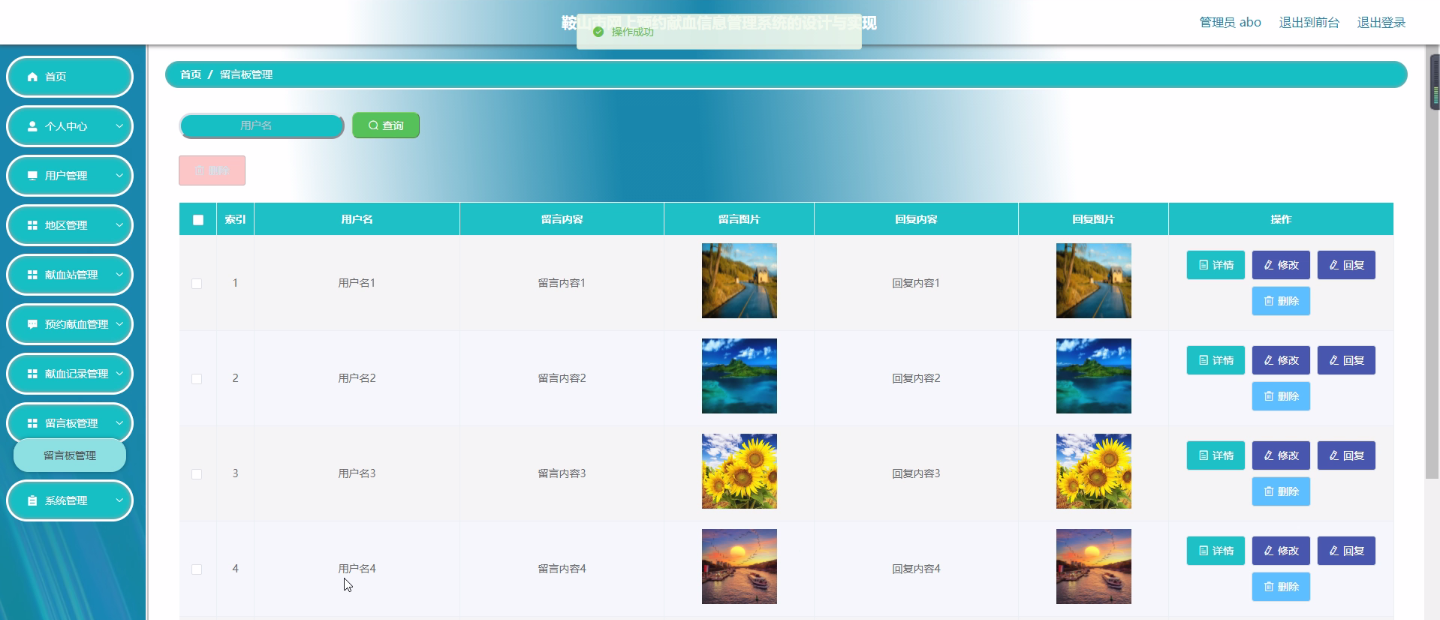 鞍山市网上预约献血信息管理系统的设计与实现
操作成功
管理员 abo
退出到前台
退出登录
首页
个人中心
用户管理
地区管理
献血站管理
预约献血管理
献血记录管理
留言板管理
留言板管理
系统管理
首页 / 留言板管理
用户名
查询
删除
索引 用户名 留言内容 留言图片 回复内容 回复图片 操作
1 用户名1 留言内容1 回复内容1 详情 修改 回复
删除
2 用户名2 留言内容2 回复内容2 详情 修改 回复
删除
3 用户名3 留言内容3 回复内容3 详情 修改 回复
删除
4 用户名4 留言内容4 回复内容4 详情 修改 回复
删除